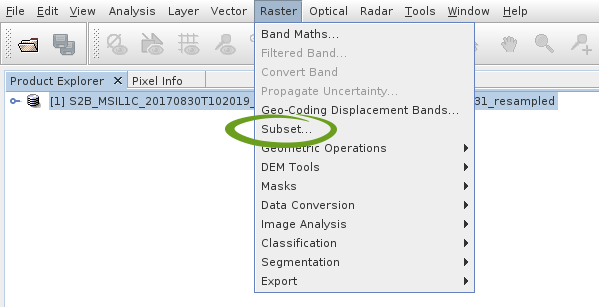 File Edit View Analysis Layer Vector Raster Optical Radar Tools Window Help
Band Maths...
Filtered Band...
Convert Band
Propagate Uncertainty...
Product Explorer X Pixel Info
Geo-Coding Displacement Bands...
[1] S2B_MSIL1C_20170830T102019_ 31_resampled
Subset...
Geometric Operations
DEM Tools
Masks
Data Conversion
Image Analysis
Classification
Segmentation
Export